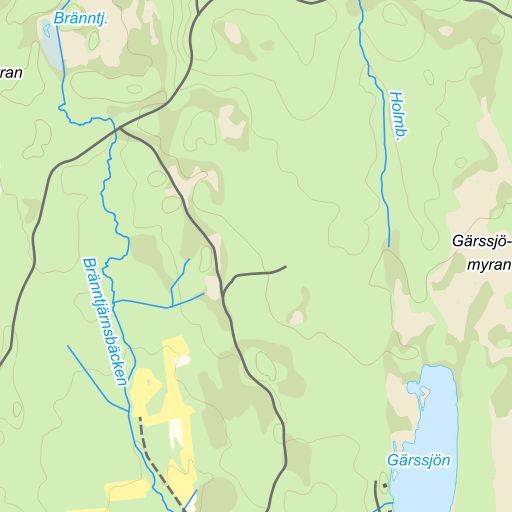 Bränntj.
ran
Holmb.
Gärssjö-
myran
Bränntjärnsbäcken
Gärssjön